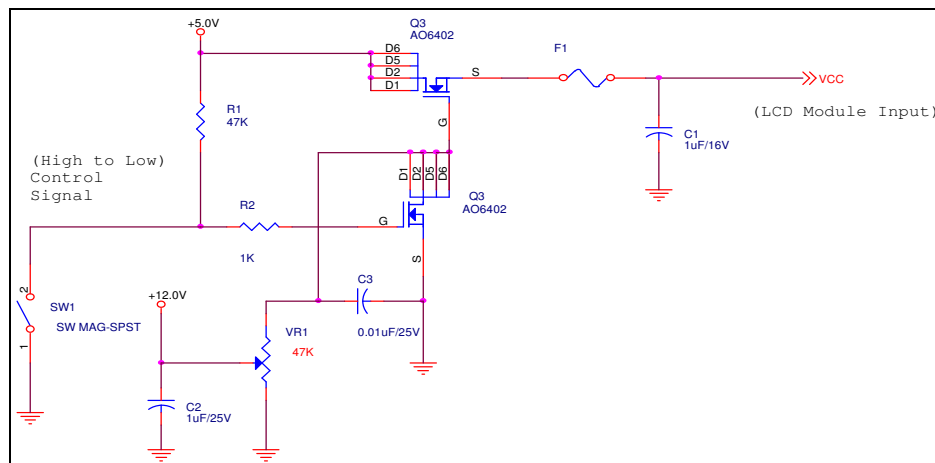 +5.0V
Q3
AO6402
D6
D5
D2
D1
S
G
F1
VCC
(LCD Module Input)
C1
1uF/16V
R1
47K
(High to Low)
Control
Signal
R2
1K
D1
D2
D5
D6
Q3
AO6402
G
S
2
SW1
SW MAG-SPST
1
+12.0V
C3
0.01uF/25V
VR1
47K
C2
1uF/25V